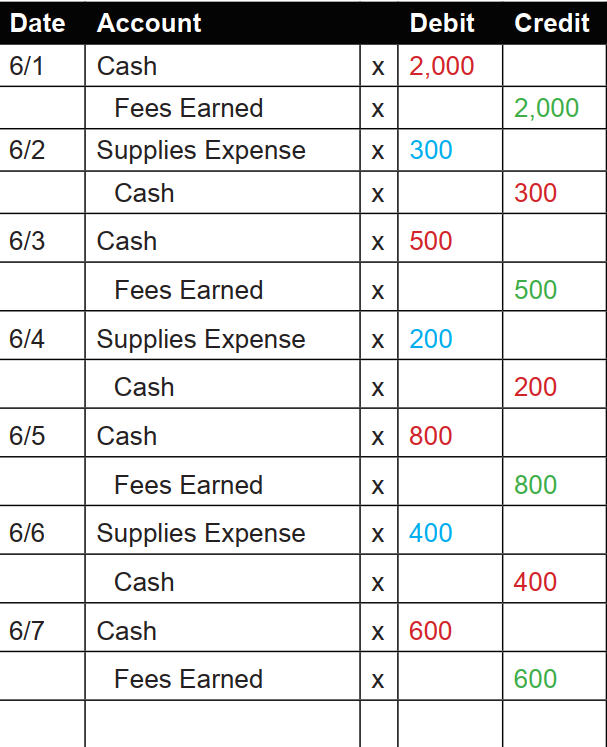 Date Account Debit Credit
6/1 Cash x 2,000
Fees Earned x 2,000
6/2 Supplies Expense x 300
Cash x 300
6/3 Cash x 500
Fees Earned x 500
6/4 Supplies Expense x 200
Cash x 200
6/5 Cash x 800
Fees Earned x 800
6/6 Supplies Expense x 400
Cash x 400
6/7 Cash x 600
Fees Earned x 600